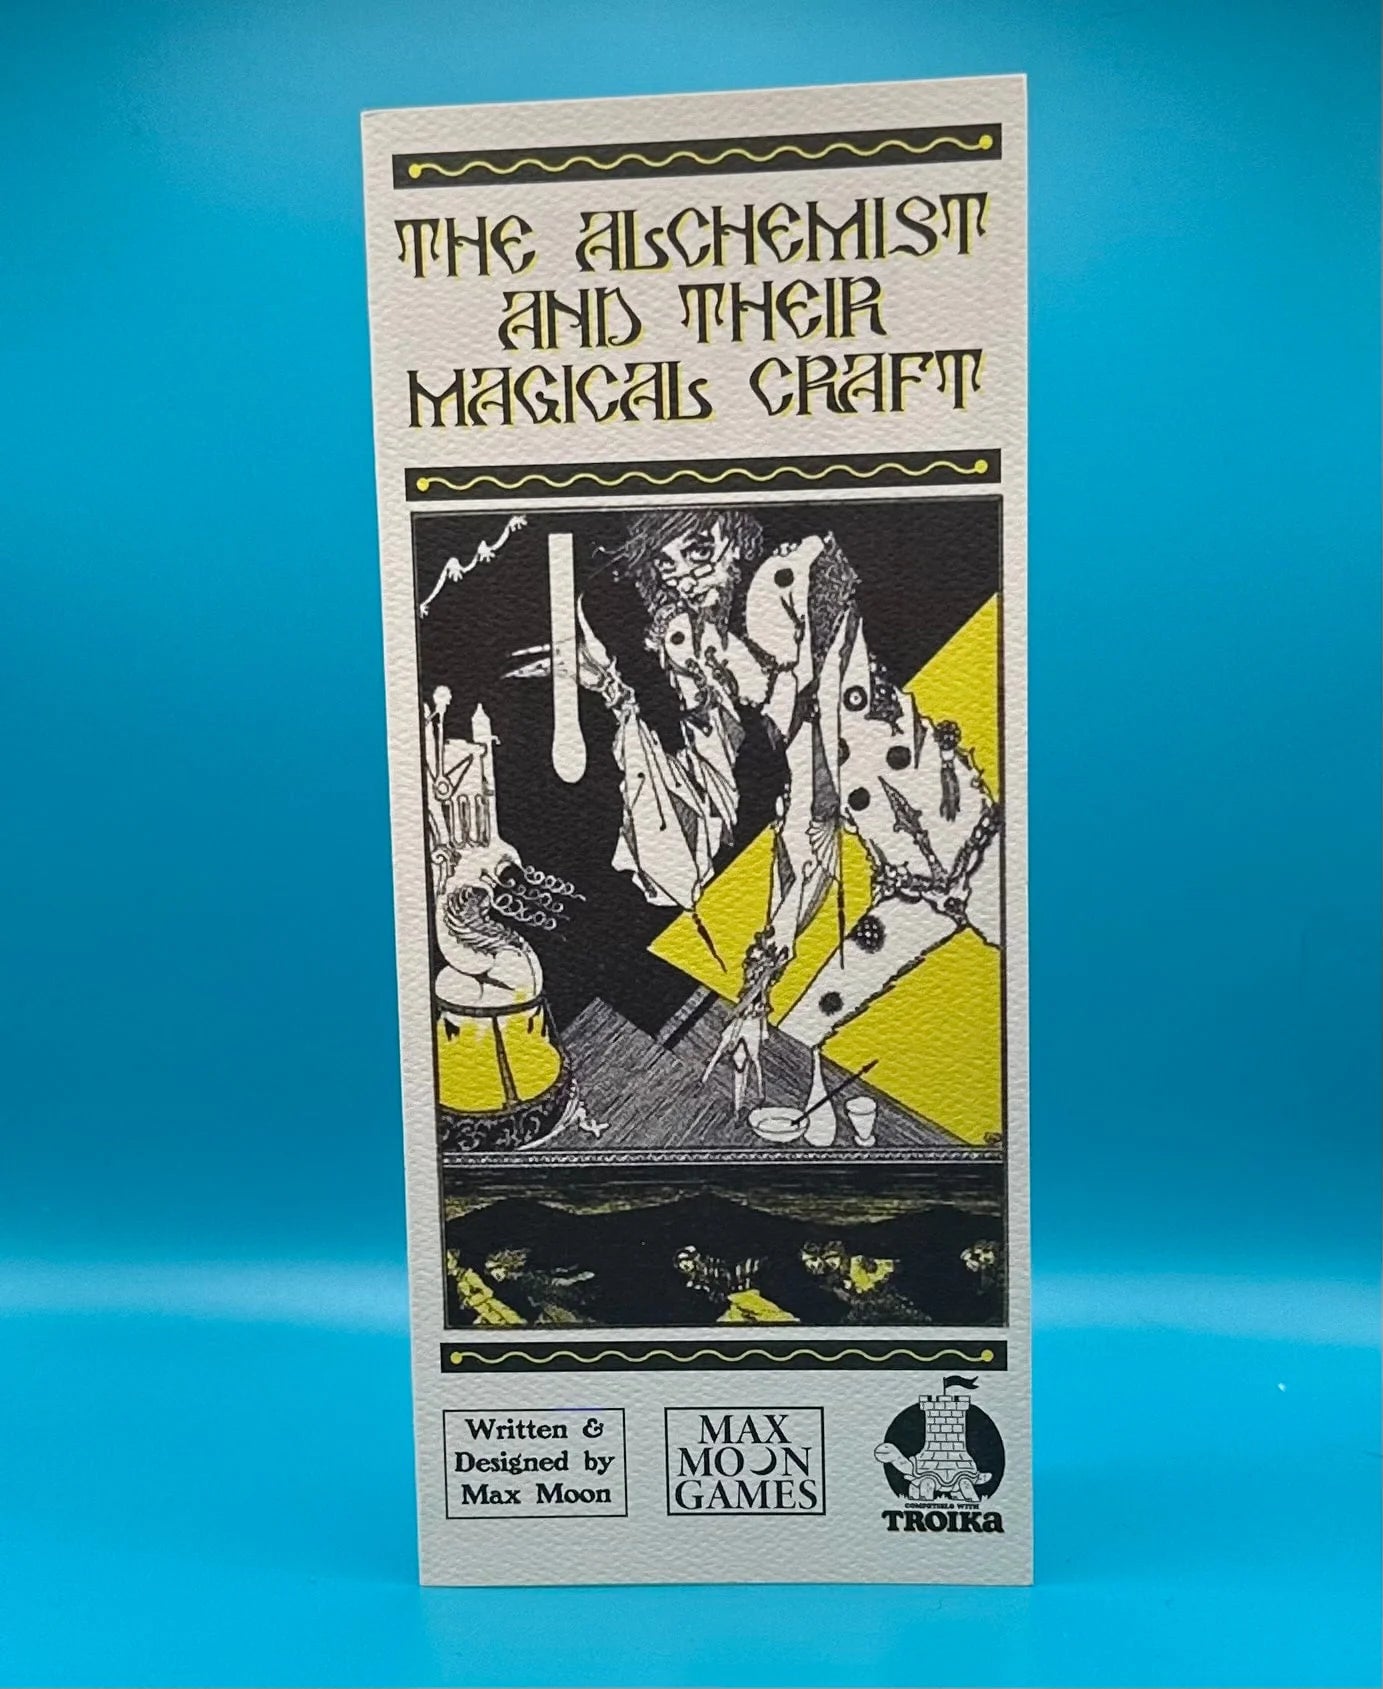 THE ALCHEMIST
AND THEIR
MAGICAL CRAFT
Written &
Designed by
Max Moon
MAX
MOON
GAMES
COMPATIBLE WITH
TROIKA